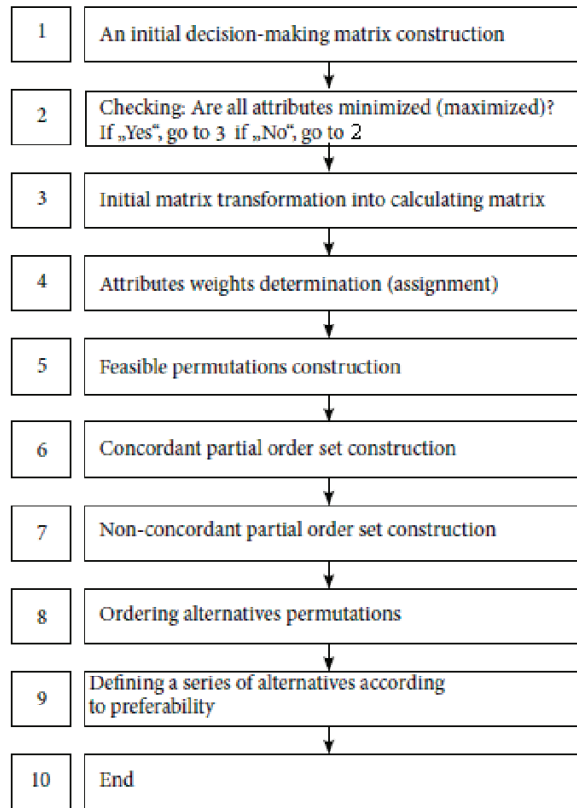 1
An initial decision-making matrix construction
2
Checking: Are all attributes minimized (maximized)?
If „Yes“, go to 3 if „No“, go to 2
3
Initial matrix transformation into calculating matrix
4
Attributes weights determination (assignment)
5
Feasible permutations construction
6
Concordant partial order set construction
7
Non-concordant partial order set construction
8
Ordering alternatives permutations
9
Defining a series of alternatives according
to preferability
10
End